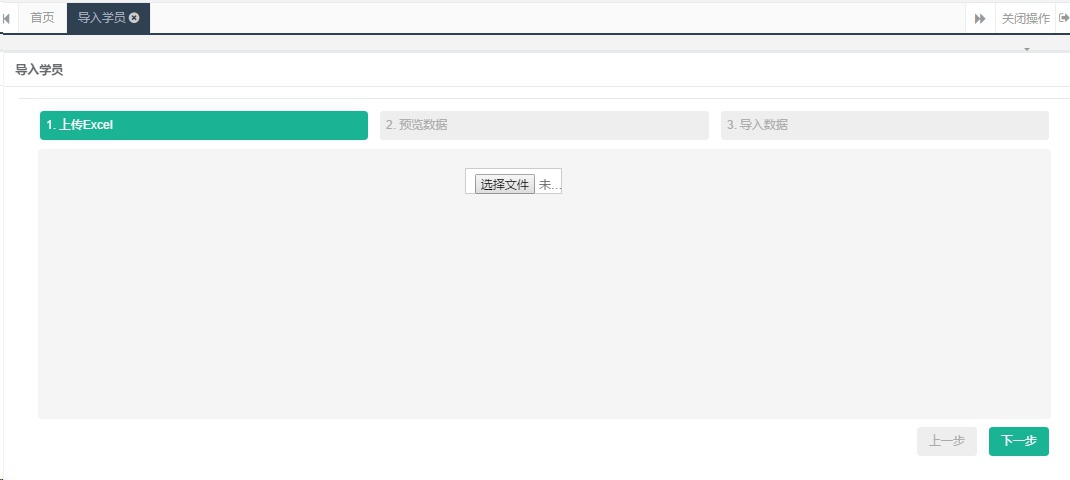 首页 导入学员 关闭操作
导入学员
1. 上传Excel 2. 预览数据 3. 导入数据
选择文件 未...
上一步 下一步